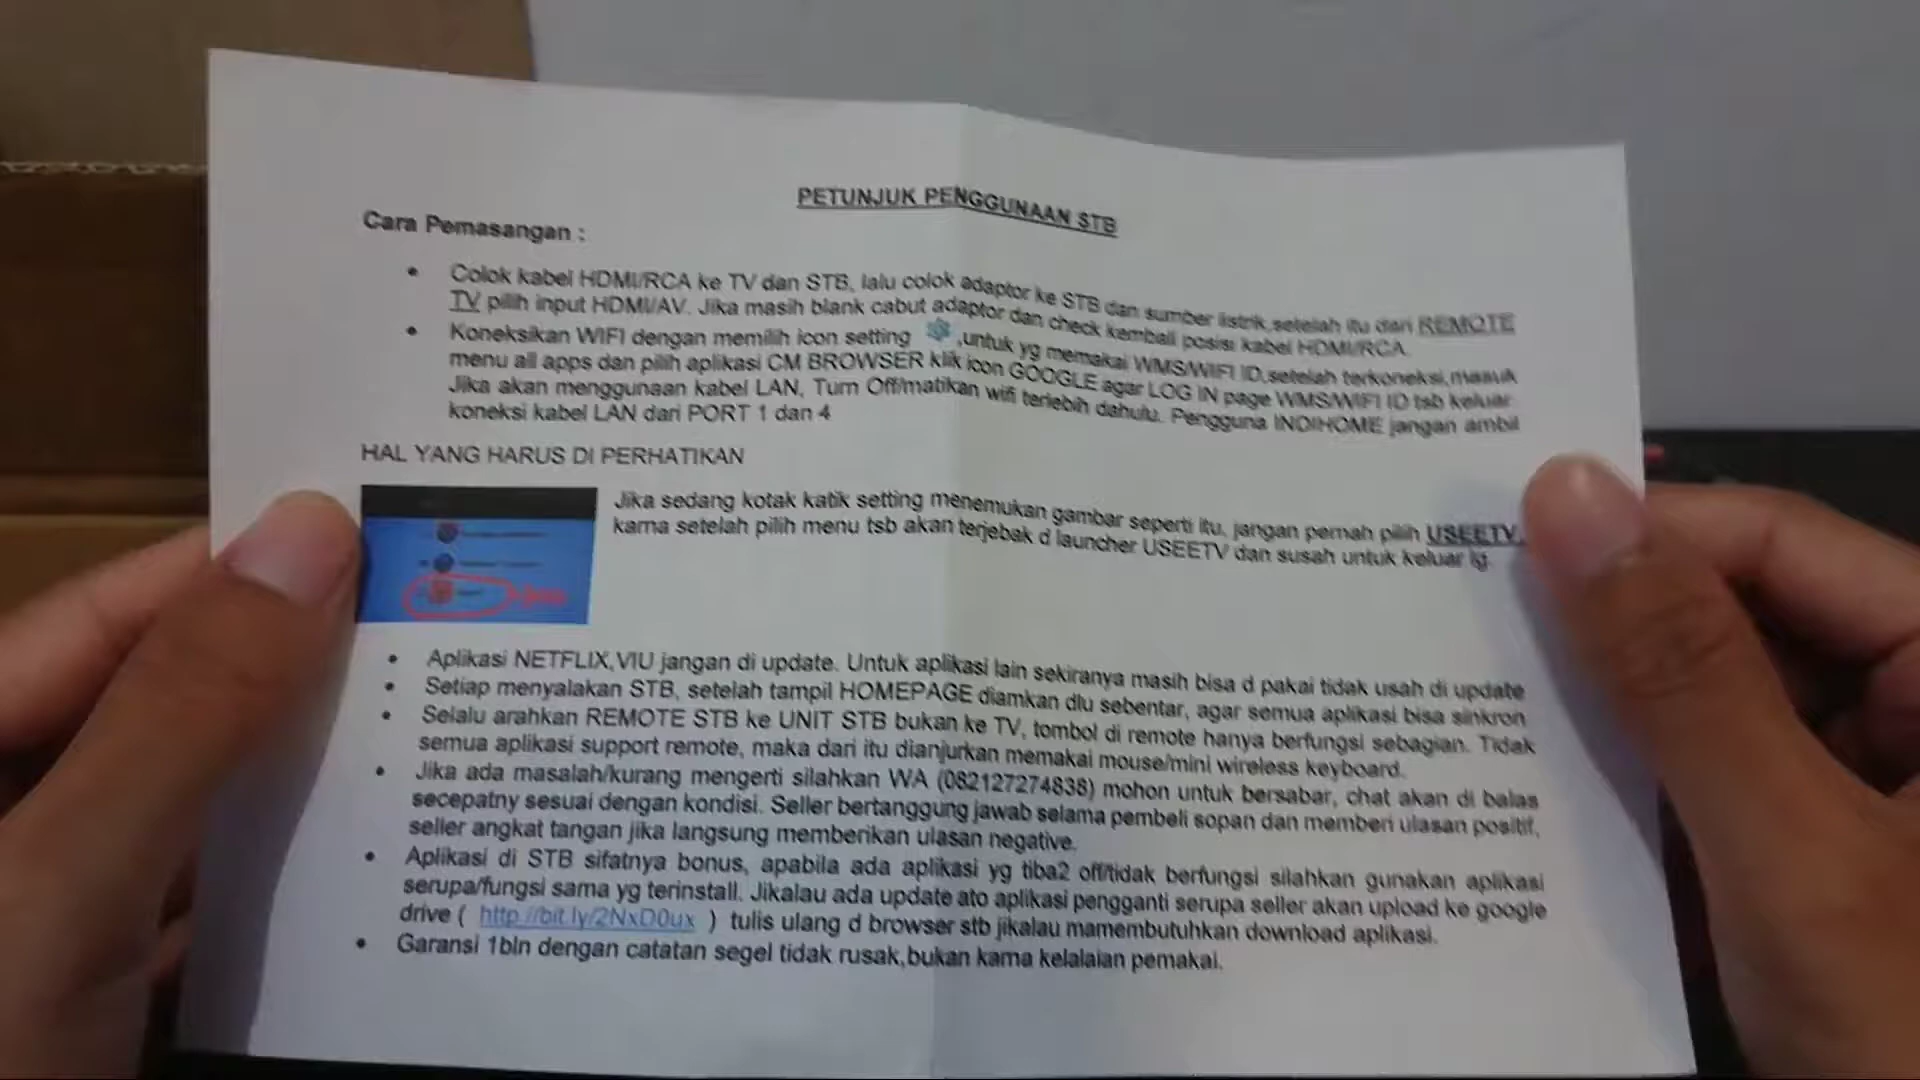 PETUNJUK PENGGUNAAN STB
Cara Pemasangan :
• Colok kabel HDMI/RCA ke TV dan STB, lalu colok adaptor ke STB dan sumber listrik,setelah itu dari REMOTE
TV pilih input HDMI/AV. Jika masih blank cabut adaptor dan check kembali posisi kabel HDMI/RCA.
• Koneksikan WIFI dengan memilih icon setting ,untuk yg memakai WMS/WIFI ID,setelah terkoneksi,masuk
menu all apps dan pilih aplikasi CM BROWSER klik icon GOOGLE agar LOG IN page WMS/WIFI ID tsb keluar.
Jika akan menggunaan kabel LAN, Turn Off/matikan wifi terlebih dahulu. Pengguna INDIHOME jangan ambil
koneksi kabel LAN dari PORT 1 dan 4
HAL YANG HARUS DI PERHATIKAN
Jika sedang kotak katik setting menemukan gambar seperti itu, jangan pernah pilih USEETV,
karna setelah pilih menu tsb akan terjebak d launcher USEETV dan susah untuk keluar lg.
• Aplikasi NETFLIX,VIU jangan di update. Untuk aplikasi lain sekiranya masih bisa d pakai tidak usah di update
• Setiap menyalakan STB, setelah tampil HOMEPAGE diamkan dlu sebentar, agar semua aplikasi bisa sinkron
• Selalu arahkan REMOTE STB ke UNIT STB bukan ke TV, tombol di remote hanya berfungsi sebagian. Tidak
semua aplikasi support remote, maka dari itu dianjurkan memakai mouse/mini wireless keyboard.
• Jika ada masalah/kurang mengerti silahkan WA (082127274838) mohon untuk bersabar, chat akan di balas
secepatny sesuai dengan kondisi. Seller bertanggung jawab selama pembeli sopan dan memberi ulasan positif,
seller angkat tangan jika langsung memberikan ulasan negative.
• Aplikasi di STB sifatnya bonus, apabila ada aplikasi yg tiba2 off/tidak berfungsi silahkan gunakan aplikasi
serupa/fungsi sama yg terinstall. Jikalau ada update ato aplikasi pengganti serupa seller akan upload ke google
drive ( http://bit.ly/2NxD0ux ) tulis ulang d browser stb jikalau mamembutuhkan download aplikasi.
• Garansi 1bln dengan catatan segel tidak rusak,bukan karna kelalaian pemakai.